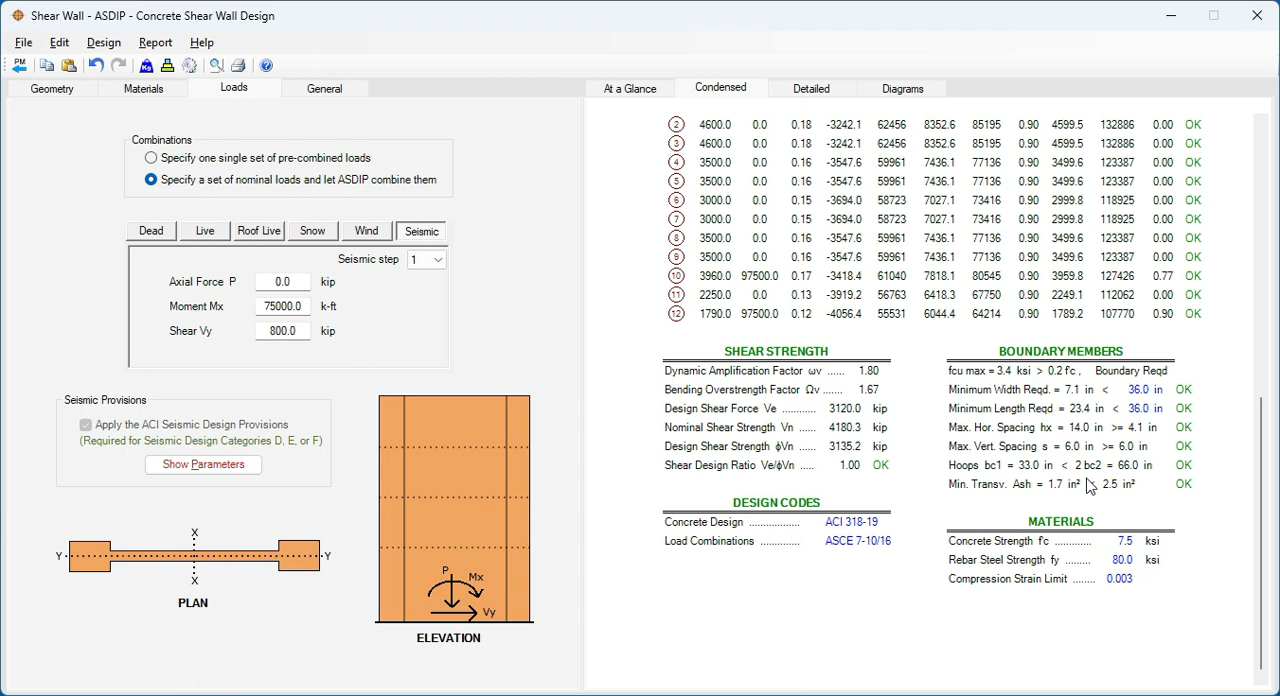 Shear Wall - ASDIP - Concrete Shear Wall Design
File Edit Design Report Help
PM
Kg
Geometry Materials Loads General
Combinations
Specify one single set of pre-combined loads
Specify a set of nominal loads and let ASDIP combine them
Dead Live Roof Live Snow Wind Seismic
Seismic step 1
Axial Force P 0.0 kip
Moment Mx 75000.0 k-ft
Shear Vy 800.0 kip
Seismic Provisions
Apply the ACI Seismic Design Provisions
(Required for Seismic Design Categories D, E, or F)
Show Parameters
X
Y Y
X
PLAN
P
Mx
Vy
ELEVATION
At a Glance Condensed Detailed Diagrams
2 4600.0 0.0 0.18 -3242.1 62456 8352.6 85195 0.90 4599.5 132886 0.00 OK
3 4600.0 0.0 0.18 -3242.1 62456 8352.6 85195 0.90 4599.5 132886 0.00 OK
4 3500.0 0.0 0.16 -3547.6 59961 7436.1 77136 0.90 3499.6 123387 0.00 OK
5 3500.0 0.0 0.16 -3547.6 59961 7436.1 77136 0.90 3499.6 123387 0.00 OK
6 3000.0 0.0 0.15 -3694.0 58723 7027.1 73416 0.90 2999.8 118925 0.00 OK
7 3000.0 0.0 0.15 -3694.0 58723 7027.1 73416 0.90 2999.8 118925 0.00 OK
8 3500.0 0.0 0.16 -3547.6 59961 7436.1 77136 0.90 3499.6 123387 0.00 OK
9 3500.0 0.0 0.16 -3547.6 59961 7436.1 77136 0.90 3499.6 123387 0.00 OK
10 3960.0 97500.0 0.17 -3418.4 61040 7818.1 80545 0.90 3959.8 127426 0.77 OK
11 2250.0 0.0 0.13 -3919.2 56763 6418.3 67750 0.90 2249.1 112062 0.00 OK
12 1790.0 97500.0 0.12 -4056.4 55531 6044.4 64214 0.90 1789.2 107770 0.90 OK
SHEAR STRENGTH
Dynamic Amplification Factor ωv ...... 1.80
Bending Overstrength Factor Ωv ...... 1.67
Design Shear Force Ve ............ 3120.0 kip
Nominal Shear Strength Vn ...... 4180.3 kip
Design Shear Strength ϕVn ...... 3135.2 kip
Shear Design Ratio Ve/ϕVn ..... 1.00 OK
DESIGN CODES
Concrete Design .................. ACI 318-19
Load Combinations .............. ASCE 7-10/16
BOUNDARY MEMBERS
fcu max = 3.4 ksi > 0.2 f'c , Boundary Reqd
Minimum Width Reqd. = 7.1 in < 36.0 in OK
Minimum Length Reqd = 23.4 in < 36.0 in OK
Max. Hor. Spacing hx = 14.0 in >= 4.1 in OK
Max. Vert. Spacing s = 6.0 in >= 6.0 in OK
Hoops bc1 = 33.0 in < 2 bc2 = 66.0 in OK
Min. Transv. Ash = 1.7 in² 2.5 in² OK
MATERIALS
Concrete Strength f'c ............. 7.5 ksi
Rebar Steel Strength fy ........ 80.0 ksi
Compression Strain Limit ....... 0.003